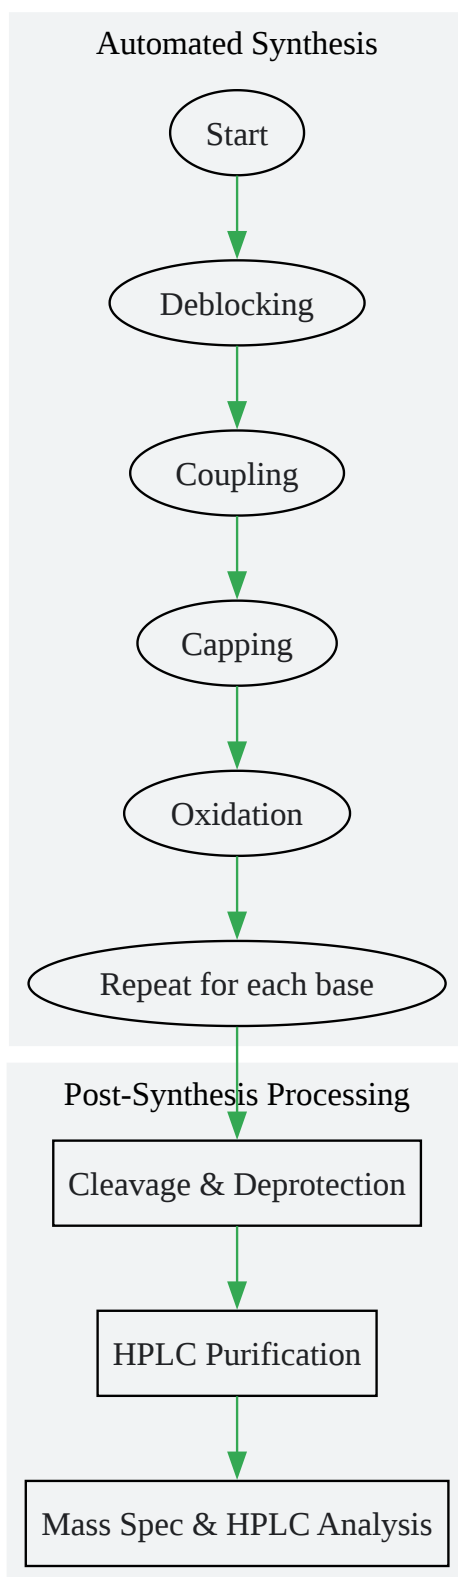 Automated Synthesis
Start
Deblocking
Coupling
Capping
Oxidation
Repeat for each base
Post-Synthesis Processing
Cleavage & Deprotection
HPLC Purification
Mass Spec & HPLC Analysis